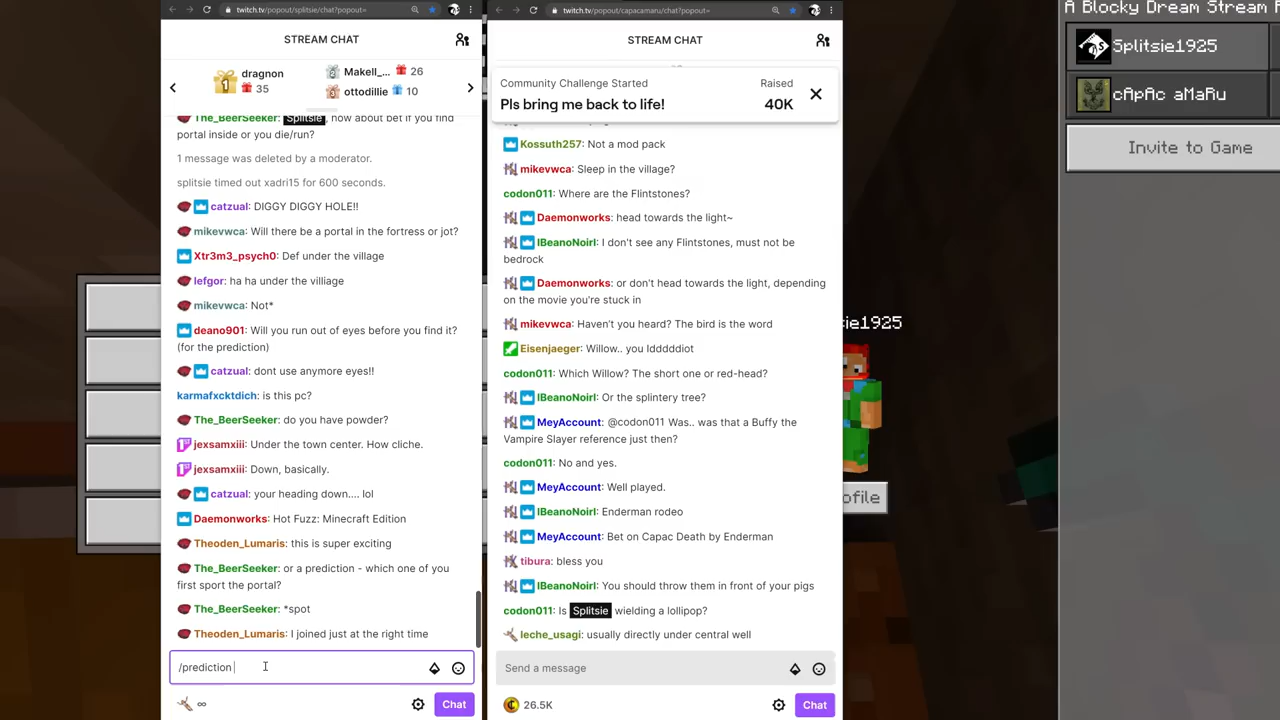 twitch.tv/popout/splitsie/chat?popout=
STREAM CHAT
1
dragnon
35
2
Makell_...
26
3
ottodillie
10
The_BeerSeeker: Splitsie, how about bet if you find
portal inside or you die/run?
1 message was deleted by a moderator.
splitsie timed out xadri15 for 600 seconds.
catzual: DIGGY DIGGY HOLE!!
mikevwca: Will there be a portal in the fortress or jot?
Xtr3m3_psych0: Def under the village
lefgor: ha ha under the villiage
mikevwca: Not*
deano901: Will you run out of eyes before you find it?
(for the prediction)
catzual: dont use anymore eyes!!
karmafxcktdich: is this pc?
The_BeerSeeker: do you have powder?
jexsamxiii: Under the town center. How cliche.
jexsamxiii: Down, basically.
catzual: your heading down.... lol
Daemonworks: Hot Fuzz: Minecraft Edition
Theoden_Lumaris: this is super exciting
The_BeerSeeker: or a prediction - which one of you
first sport the portal?
The_BeerSeeker: *spot
Theoden_Lumaris: I joined just at the right time
/prediction
∞
Chat
twitch.tv/popout/capacamaru/chat?popout=
STREAM CHAT
Community Challenge Started
Raised
Pls bring me back to life!
40K
Kossuth257: Not a mod pack
mikevwca: Sleep in the village?
codon011: Where are the Flintstones?
Daemonworks: head towards the light~
IBeanoNoirI: I don't see any Flintstones, must not be
bedrock
Daemonworks: or don't head towards the light, depending
on the movie you're stuck in
mikevwca: Haven't you heard? The bird is the word
Eisenjaeger: Willow.. you Idddddiot
codon011: Which Willow? The short one or red-head?
IBeanoNoirI: Or the splintery tree?
MeyAccount: @codon011 Was.. was that a Buffy the
Vampire Slayer reference just then?
codon011: No and yes.
MeyAccount: Well played.
IBeanoNoirI: Enderman rodeo
MeyAccount: Bet on Capac Death by Enderman
tibura: bless you
IBeanoNoirI: You should throw them in front of your pigs
codon011: Is Splitsie wielding a lollipop?
leche_usagi: usually directly under central well
Send a message
26.5K
Chat
sie1925
ofile
A Blocky Dream Stream R
Splitsie1925
cApAc aMaRu
Invite to Game